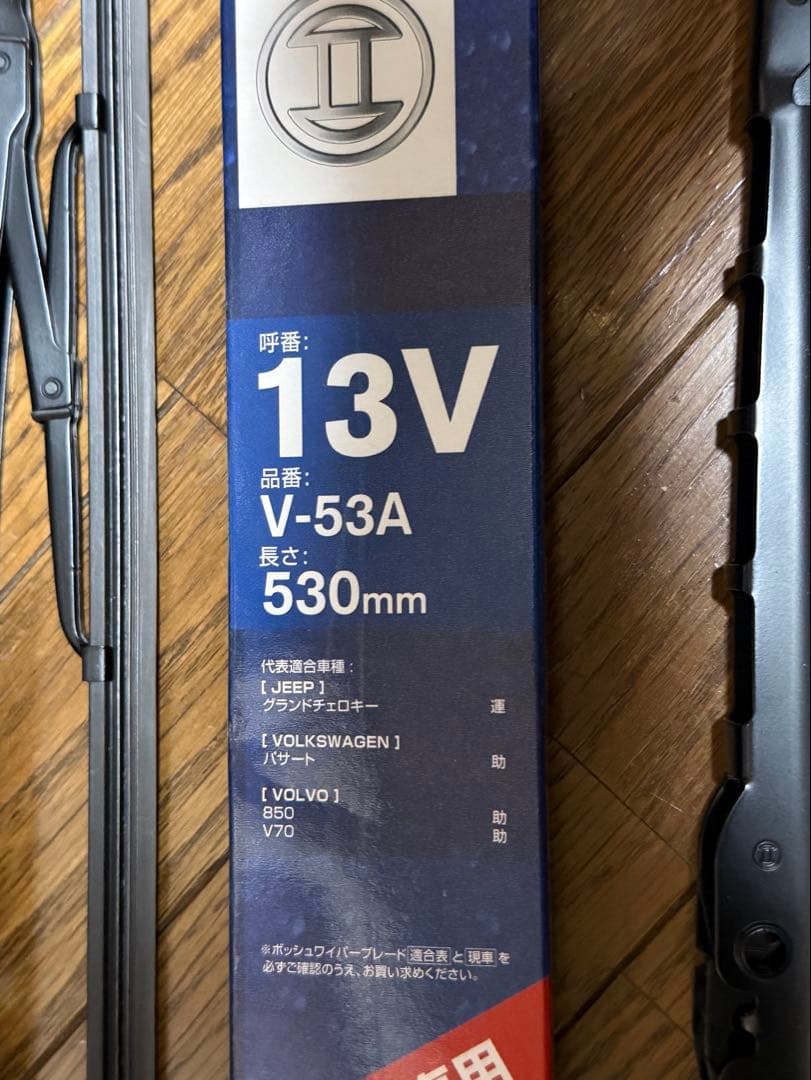 呼番:
13V
品番:
V-53A
長さ:
530mm
代表適合車種:
[ JEEP ]
グランドチェロキー 運
[ VOLKSWAGEN ]
パサート 助
[ VOLVO ]
850 助
V70 助
※ボッシュワイパーブレード適合表と現車を
必ずご確認のうえ、お買い求めください。
用